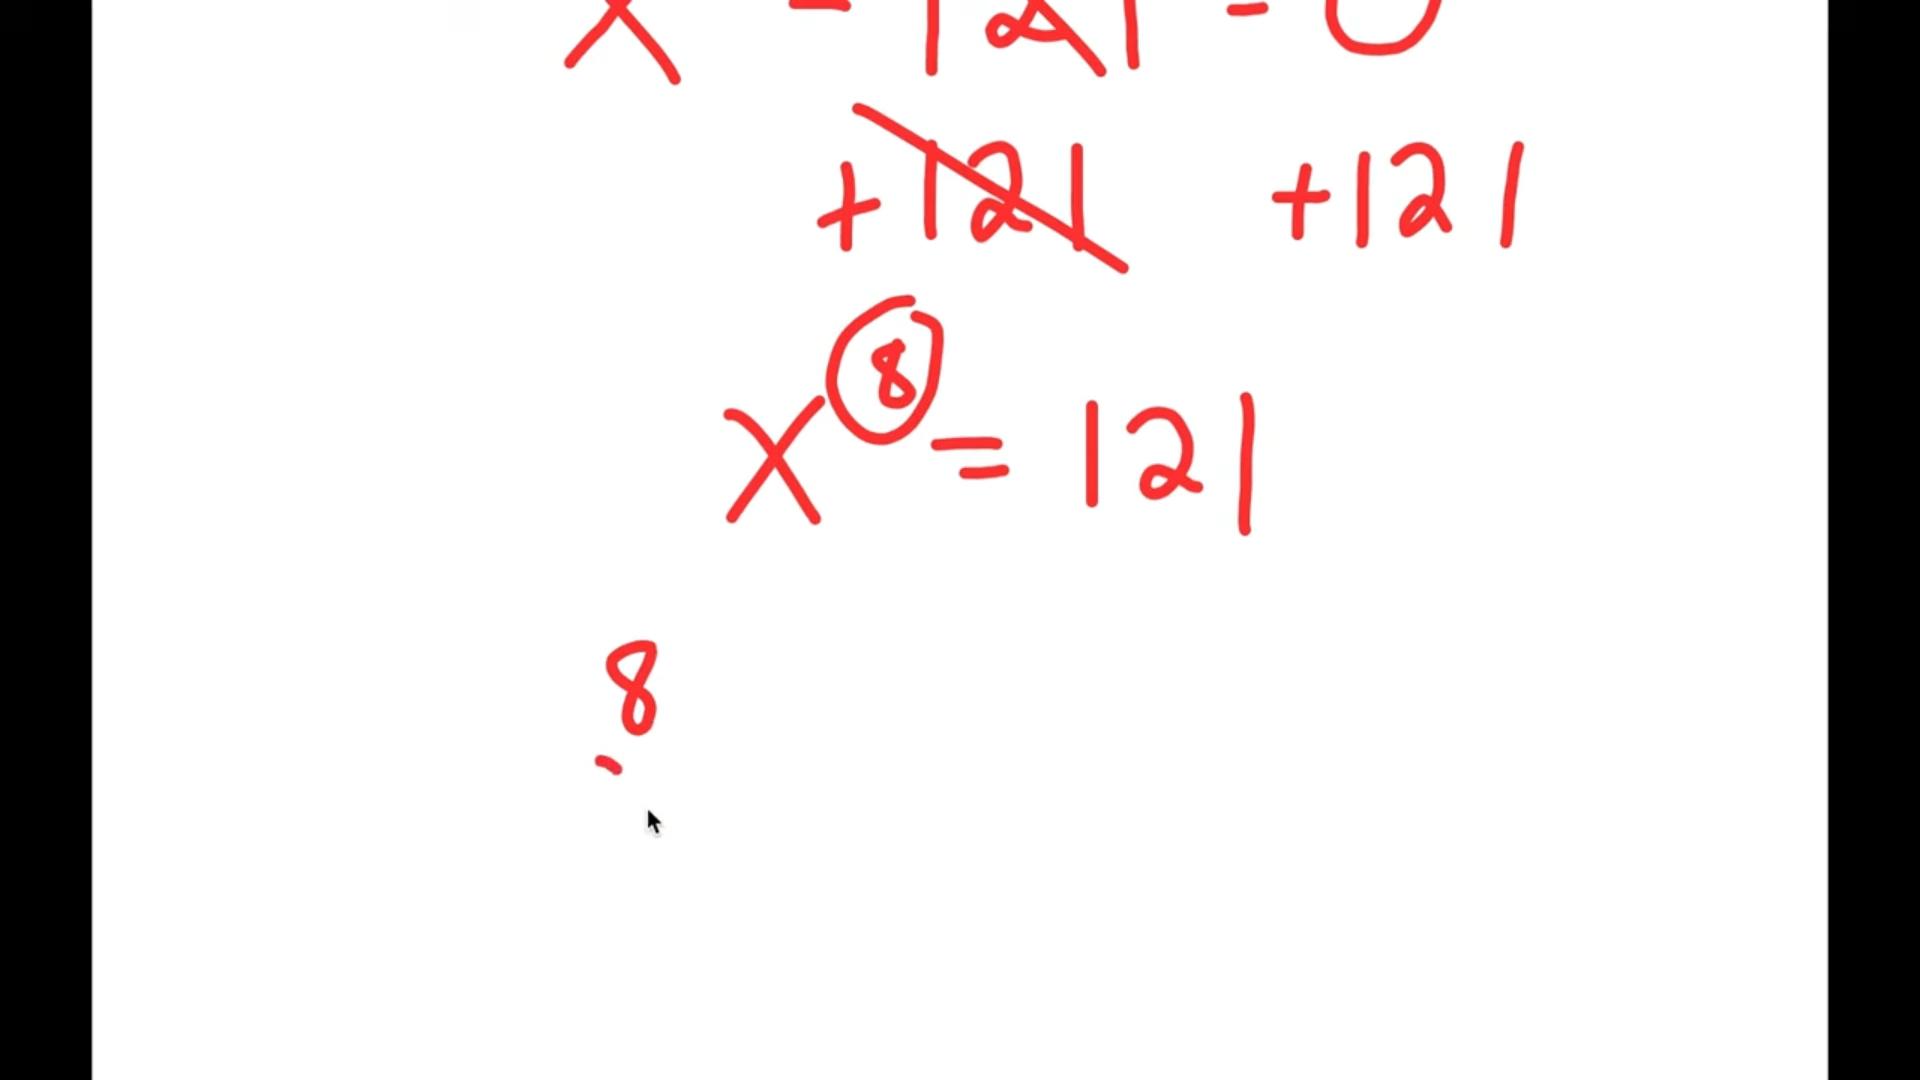 x - 121 = 0
+121 +121
x⁸ = 121
8